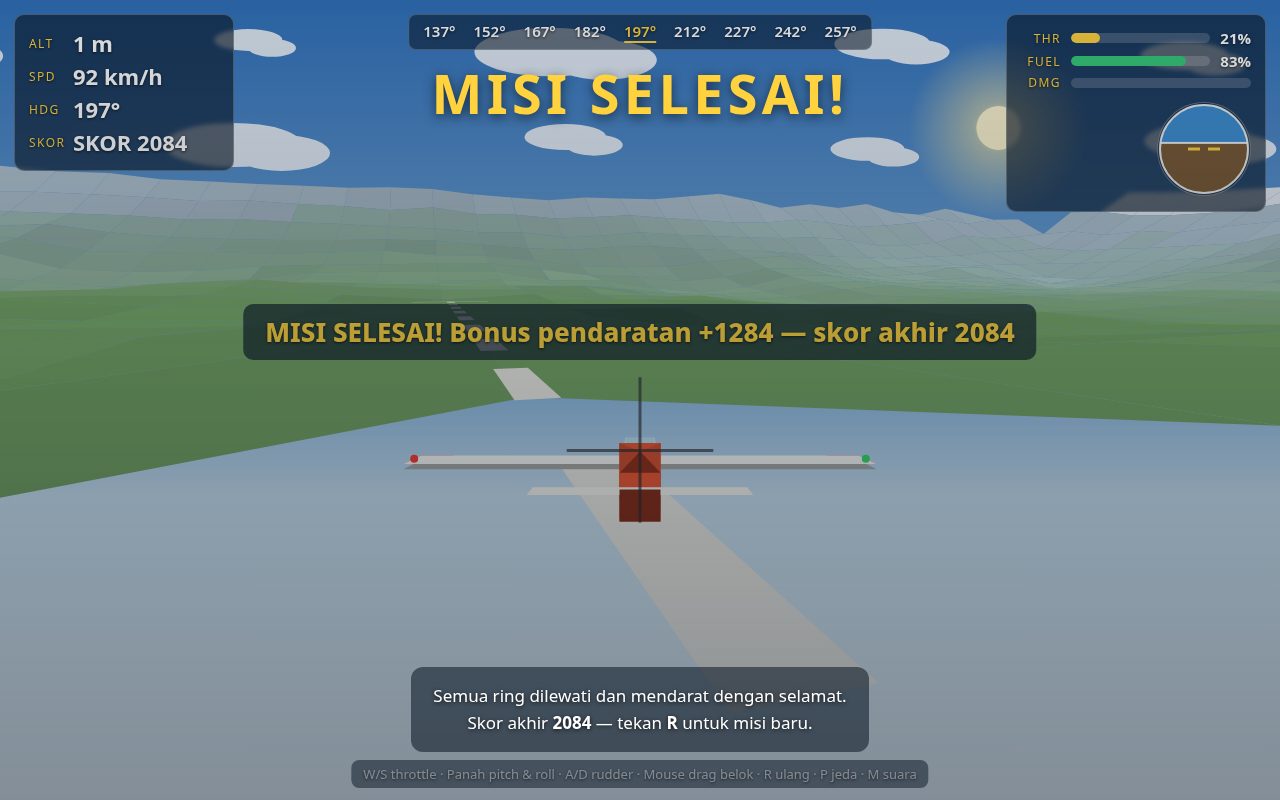 ALT 1 m
SPD 92 km/h
HDG 197°
SKOR SKOR 2084
137° 152° 167° 182° 197° 212° 227° 242° 257°
THR 21%
FUEL 83%
DMG
MISI SELESAI!
MISI SELESAI! Bonus pendaratan +1284 — skor akhir 2084
Semua ring dilewati dan mendarat dengan selamat.
Skor akhir 2084 — tekan R untuk misi baru.
W/S throttle · Panah pitch & roll · A/D rudder · Mouse drag belok · R ulang · P jeda · M suara